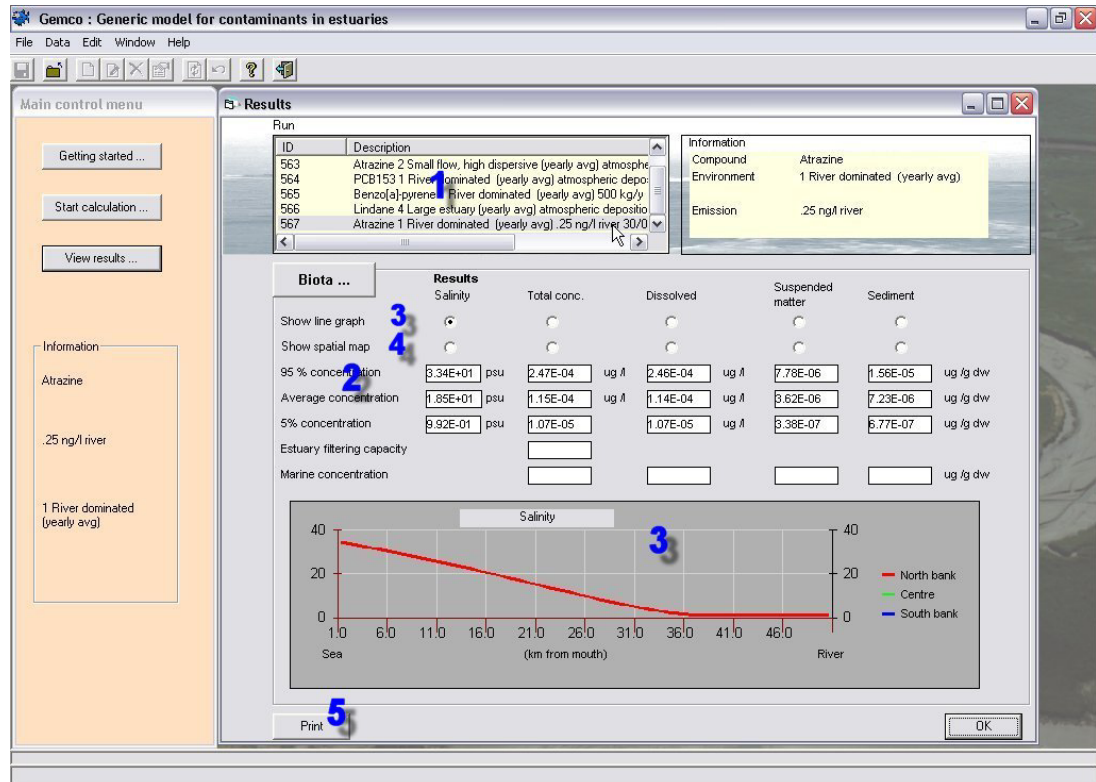 Gemco : Generic model for contaminants in estuaries
File Data Edit Window Help
Main control menu
Getting started ...
Start calculation ...
View results ...
Information
Atrazine
.25 ng/l river
1 River dominated
(yearly avg)
Results
Run
ID Description
563 Atrazine 2 Small flow, high dispersive (yearly avg) atmosphe
564 PCB153 1 River dominated (yearly avg) atmospheric depo
565 Benzo[a]-pyrene River dominated (yearly avg) 500 kg/y
566 Lindane 4 Large estuary (yearly avg) atmospheric depositio
567 Atrazine 1 River dominated (yearly avg) .25 ng/l river 30/0
1
Information
Compound Atrazine
Environment 1 River dominated (yearly avg)
Emission .25 ng/l river
Biota ...
Results
Salinity Total conc. Dissolved Suspended matter Sediment
Show line graph 3
Show spatial map 4
2
95 % concentration 3.34E+01 psu 2.47E-04 ug /l 2.46E-04 ug /l 7.78E-06 1.56E-05 ug /g dw
Average concentration 1.85E+01 psu 1.15E-04 ug /l 1.14E-04 ug /l 3.62E-06 7.23E-06 ug /g dw
5% concentration 9.92E-01 psu 1.07E-05 1.07E-05 ug /l 3.38E-07 6.77E-07 ug /g dw
Estuary filtering capacity
Marine concentration ug /g dw
Salinity
3
40 40
20 20
0 0
1.0 6.0 11.0 16.0 21.0 26.0 31.0 36.0 41.0 46.0
Sea (km from mouth) River
North bank
Centre
South bank
Print 5
OK